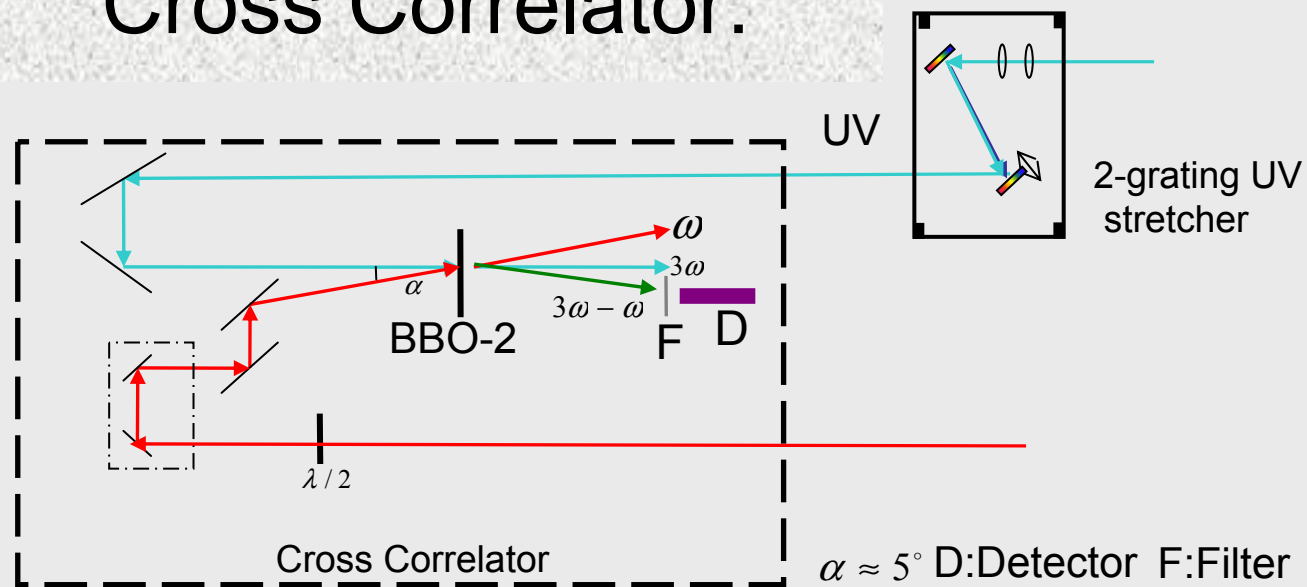 Cross Correlator.
UV
2-grating UV
stretcher
ω
3ω
α
3ω − ω
BBO-2
F
D
λ / 2
Cross Correlator
α ≈ 5° D:Detector F:Filter